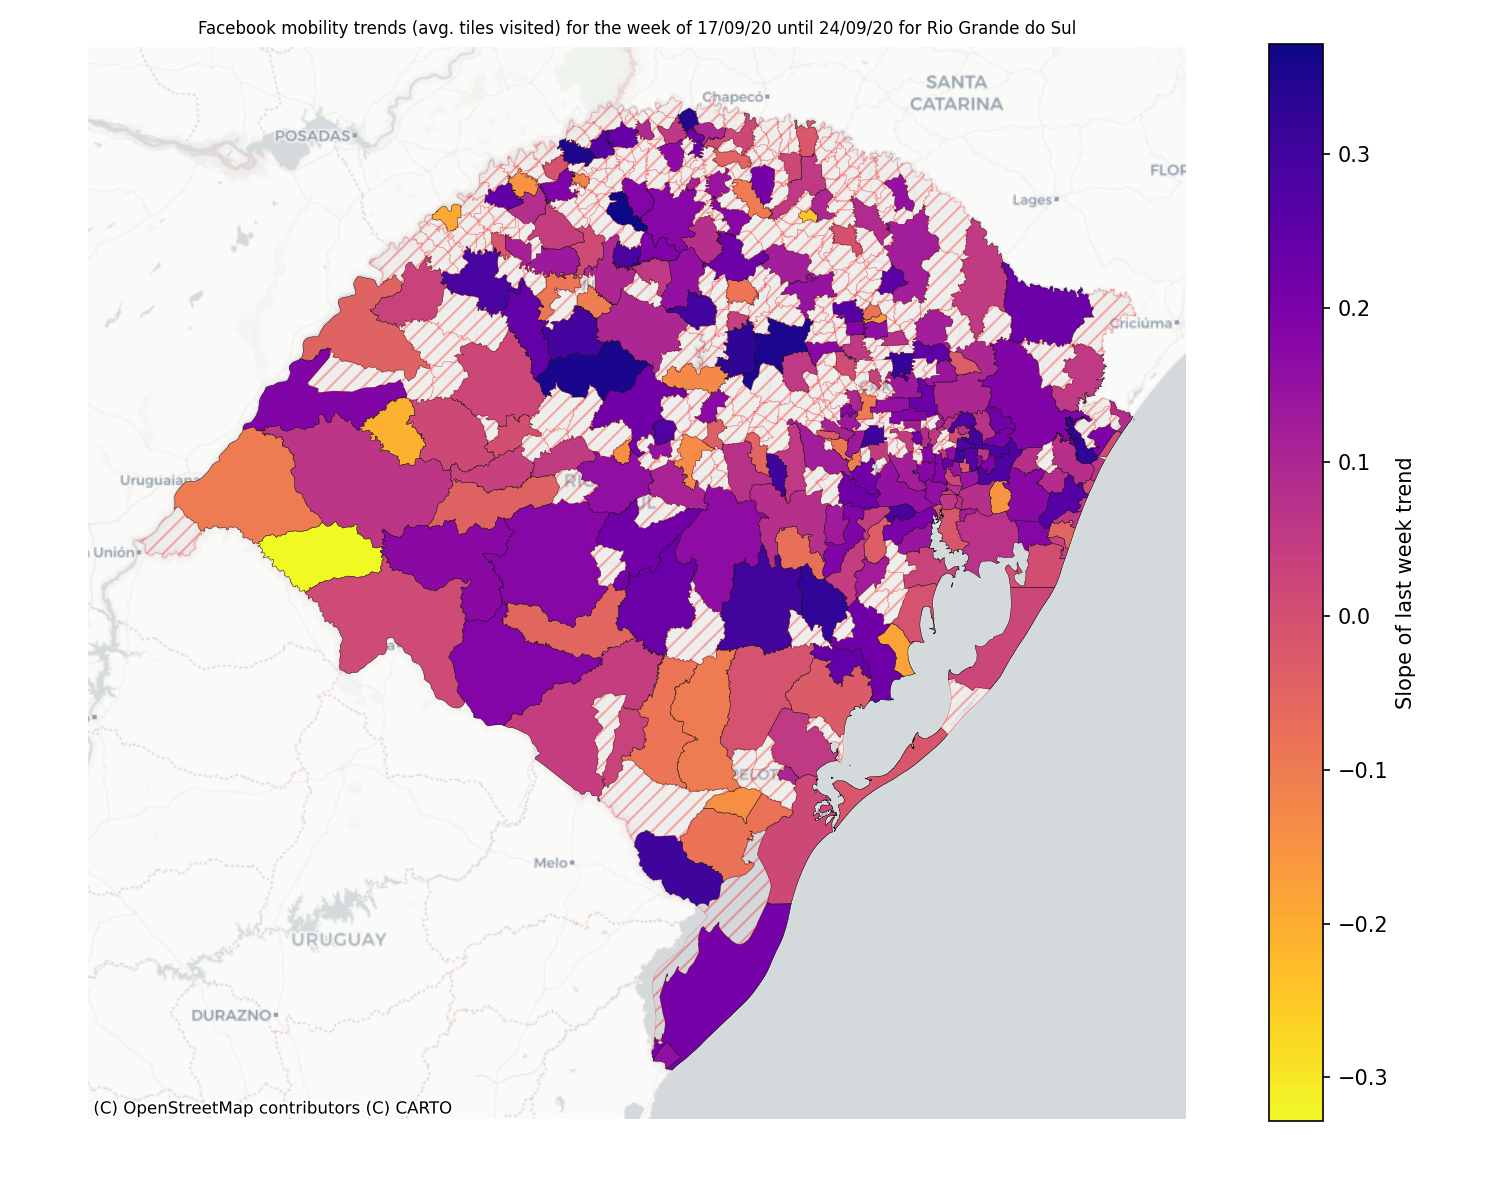 Facebook mobility trends (avg. tiles visited) for the week of 17/09/20 until 24/09/20 for Rio Grande do Sul
Chapecó
SANTA
CATARINA
POSADAS
FLOR
Lages
0.3
0.2
Criciúma
0.1
Uruguaiana
Unión
0.0
Slope of last week trend
−0.1
PELOT
Melo
−0.2
URUGUAY
DURAZNO
−0.3
(C) OpenStreetMap contributors (C) CARTO